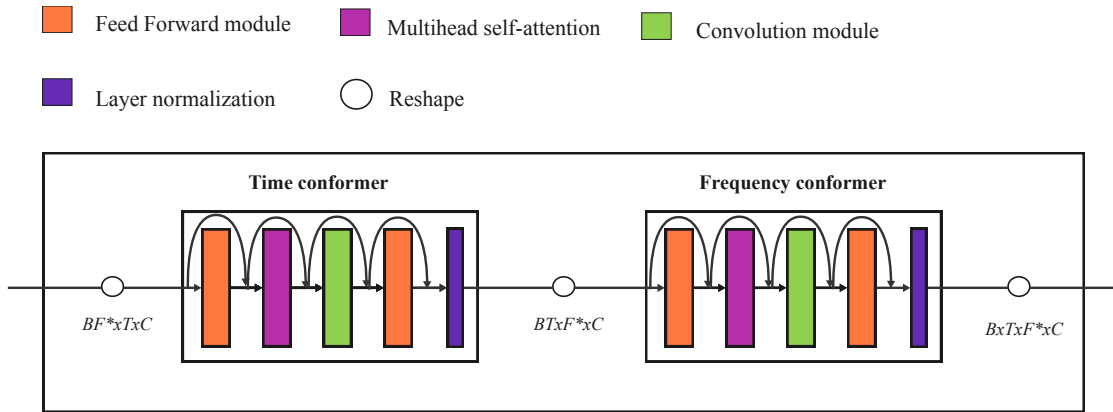 Feed Forward module
Multihead self-attention
Convolution module
Layer normalization
Reshape
Time conformer
Frequency conformer
BF*xTxC
BTxF*xC
BxTxF*xC